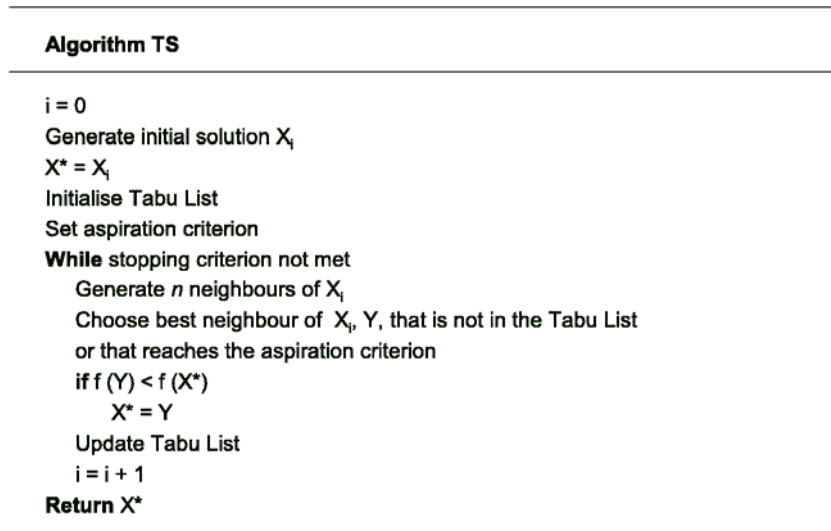 Algorithm TS
i = 0
Generate initial solution Xᵢ
X* = Xᵢ
Initialise Tabu List
Set aspiration criterion
While stopping criterion not met
Generate n neighbours of Xᵢ
Choose best neighbour of Xᵢ, Y, that is not in the Tabu List
or that reaches the aspiration criterion
if f (Y) < f (X*)
X* = Y
Update Tabu List
i = i + 1
Return X*